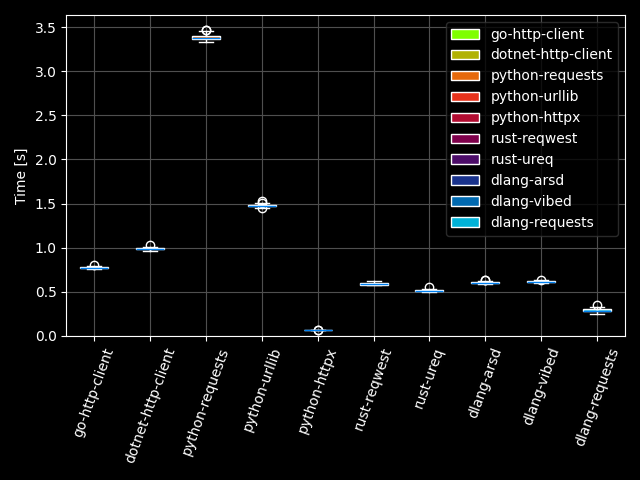 3.5
3.0
2.5
2.0
1.5
1.0
0.5
0.0
Time [s]
go-http-client
dotnet-http-client
python-requests
python-urllib
python-httpx
rust-reqwest
rust-ureq
dlang-arsd
dlang-vibed
dlang-requests
go-http-client
dotnet-http-client
python-requests
python-urllib
python-httpx
rust-reqwest
rust-ureq
dlang-arsd
dlang-vibed
dlang-requests